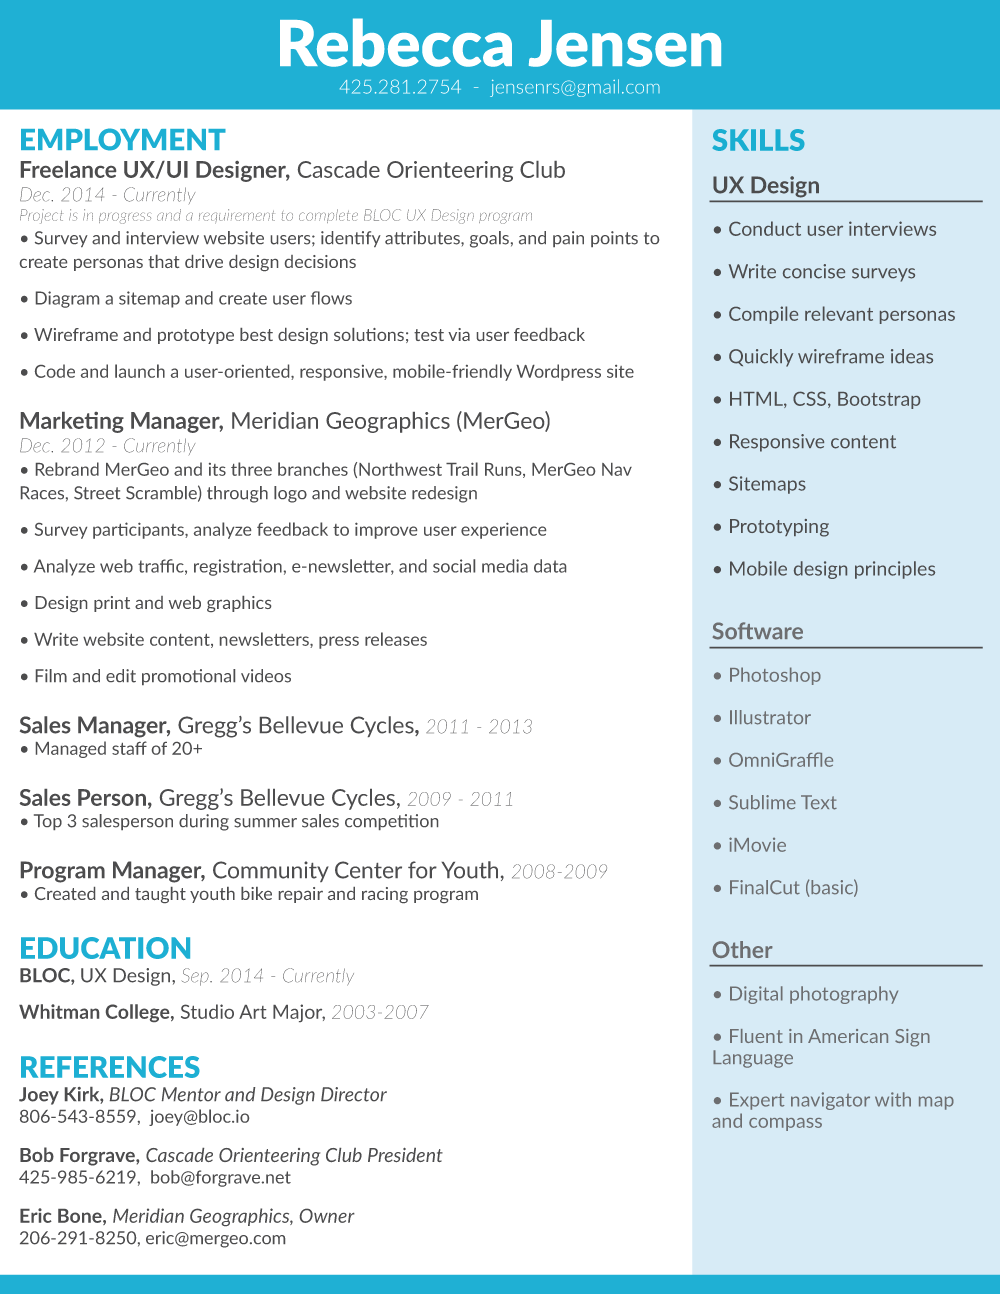 Rebecca Jensen
425.281.2754 - jensenrs@gmail.com
EMPLOYMENT
Freelance UX/UI Designer, Cascade Orienteering Club
Dec. 2014 - Currently
Project is in progress and a requirement to complete BLOC UX Design program
• Survey and interview website users; identify attributes, goals, and pain points to
create personas that drive design decisions
• Diagram a sitemap and create user flows
• Wireframe and prototype best design solutions; test via user feedback
• Code and launch a user-oriented, responsive, mobile-friendly Wordpress site
Marketing Manager, Meridian Geographics (MerGeo)
Dec. 2012 - Currently
• Rebrand MerGeo and its three branches (Northwest Trail Runs, MerGeo Nav
Races, Street Scramble) through logo and website redesign
• Survey participants, analyze feedback to improve user experience
• Analyze web traffic, registration, e-newsletter, and social media data
• Design print and web graphics
• Write website content, newsletters, press releases
• Film and edit promotional videos
Sales Manager, Gregg's Bellevue Cycles, 2011 - 2013
• Managed staff of 20+
Sales Person, Gregg's Bellevue Cycles, 2009 - 2011
• Top 3 salesperson during summer sales competition
Program Manager, Community Center for Youth, 2008-2009
• Created and taught youth bike repair and racing program
EDUCATION
BLOC, UX Design, Sep. 2014 - Currently
Whitman College, Studio Art Major, 2003-2007
REFERENCES
Joey Kirk, BLOC Mentor and Design Director
806-543-8559, joey@bloc.io
Bob Forgrave, Cascade Orienteering Club President
425-985-6219, bob@forgrave.net
Eric Bone, Meridian Geographics, Owner
206-291-8250, eric@mergeo.com
SKILLS
UX Design
• Conduct user interviews
• Write concise surveys
• Compile relevant personas
• Quickly wireframe ideas
• HTML, CSS, Bootstrap
• Responsive content
• Sitemaps
• Prototyping
• Mobile design principles
Software
• Photoshop
• Illustrator
• OmniGraffle
• Sublime Text
• iMovie
• FinalCut (basic)
Other
• Digital photography
• Fluent in American Sign
Language
• Expert navigator with map
and compass